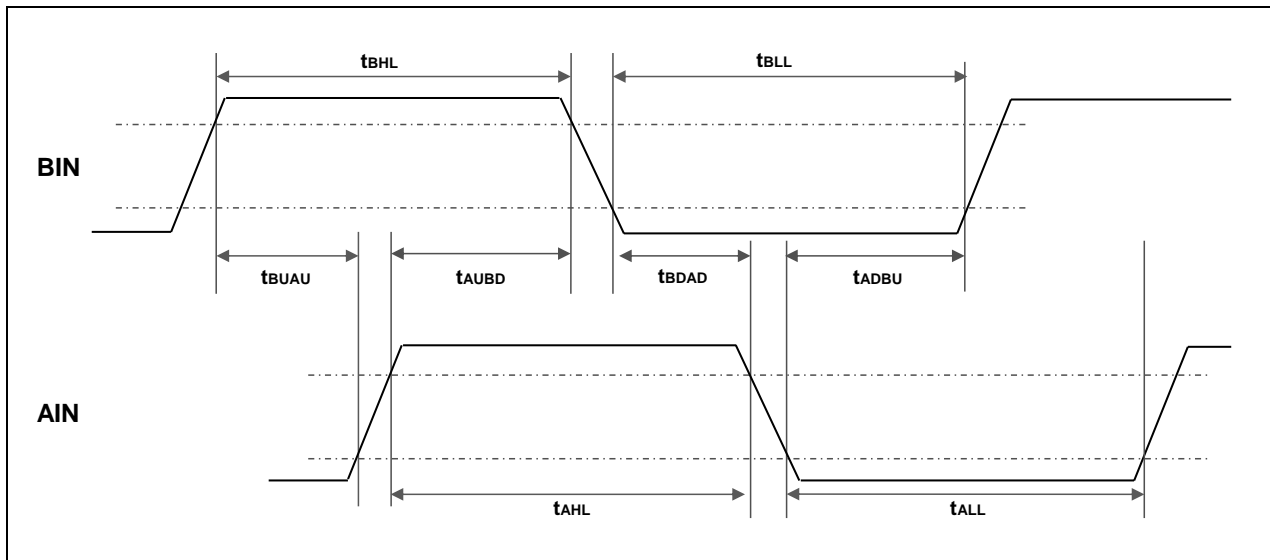 tBHL
tBLL
BIN
tBUAU
tAUBD
tBDAD
tADBU
AIN
tAHL
tALL